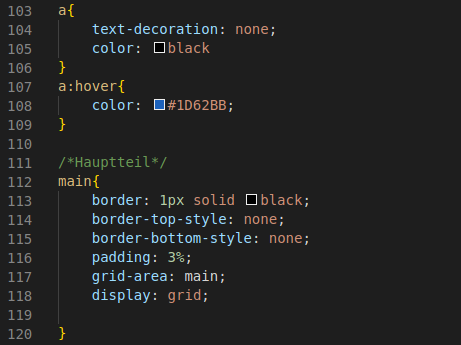 103 a{
104     text-decoration: none;
105     color: black
106 }
107 a:hover{
108     color: #1D62BB;
109 }
110
111 /*Hauptteil*/
112 main{
113     border: 1px solid black;
114     border-top-style: none;
115     border-bottom-style: none;
116     padding: 3%;
117     grid-area: main;
118     display: grid;
119
120 }